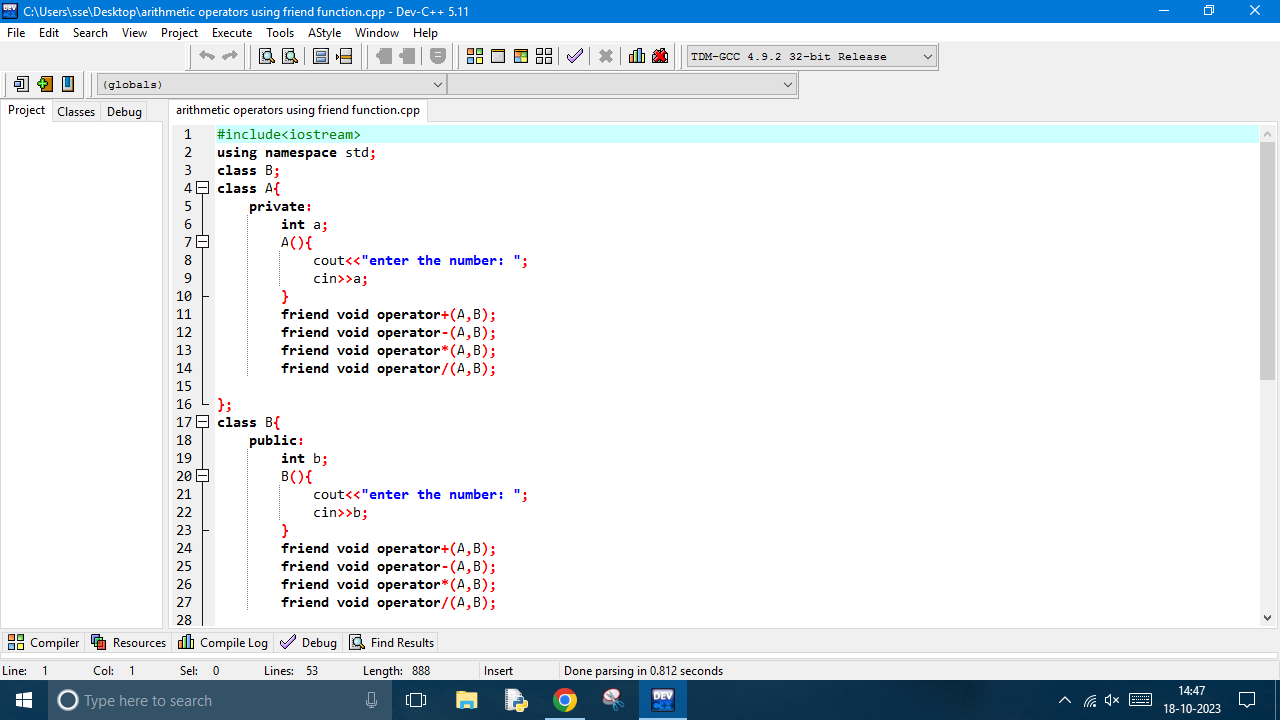 C:\Users\sse\Desktop\arithmetic operators using friend function.cpp - Dev-C++ 5.11
File Edit Search View Project Execute Tools AStyle Window Help
TDM-GCC 4.9.2 32-bit Release
(globals)
Project Classes Debug
arithmetic operators using friend function.cpp
1 #include<iostream>
2 using namespace std;
3 class B;
4 class A{
5 private:
6 int a;
7 A(){
8 cout<<"enter the number: ";
9 cin>>a;
10 }
11 friend void operator+(A,B);
12 friend void operator-(A,B);
13 friend void operator*(A,B);
14 friend void operator/(A,B);
15
16 };
17 class B{
18 public:
19 int b;
20 B(){
21 cout<<"enter the number: ";
22 cin>>b;
23 }
24 friend void operator+(A,B);
25 friend void operator-(A,B);
26 friend void operator*(A,B);
27 friend void operator/(A,B);
28
Compiler Resources Compile Log Debug Find Results
Line: 1 Col: 1 Sel: 0 Lines: 53 Length: 888 Insert Done parsing in 0.812 seconds
Type here to search
DEV
14:47
18-10-2023